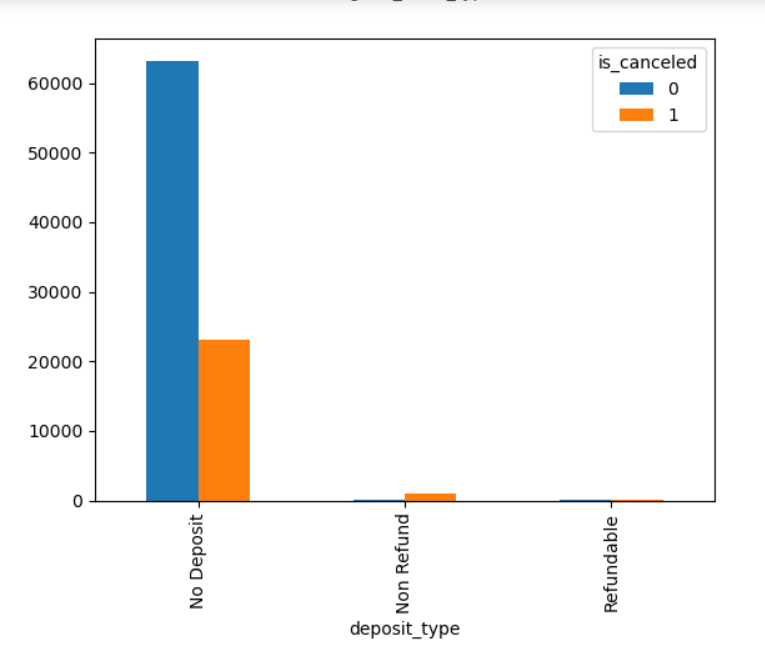 is_canceled
0
1
60000
50000
40000
30000
20000
10000
0
No Deposit
Non Refund
Refundable
deposit_type